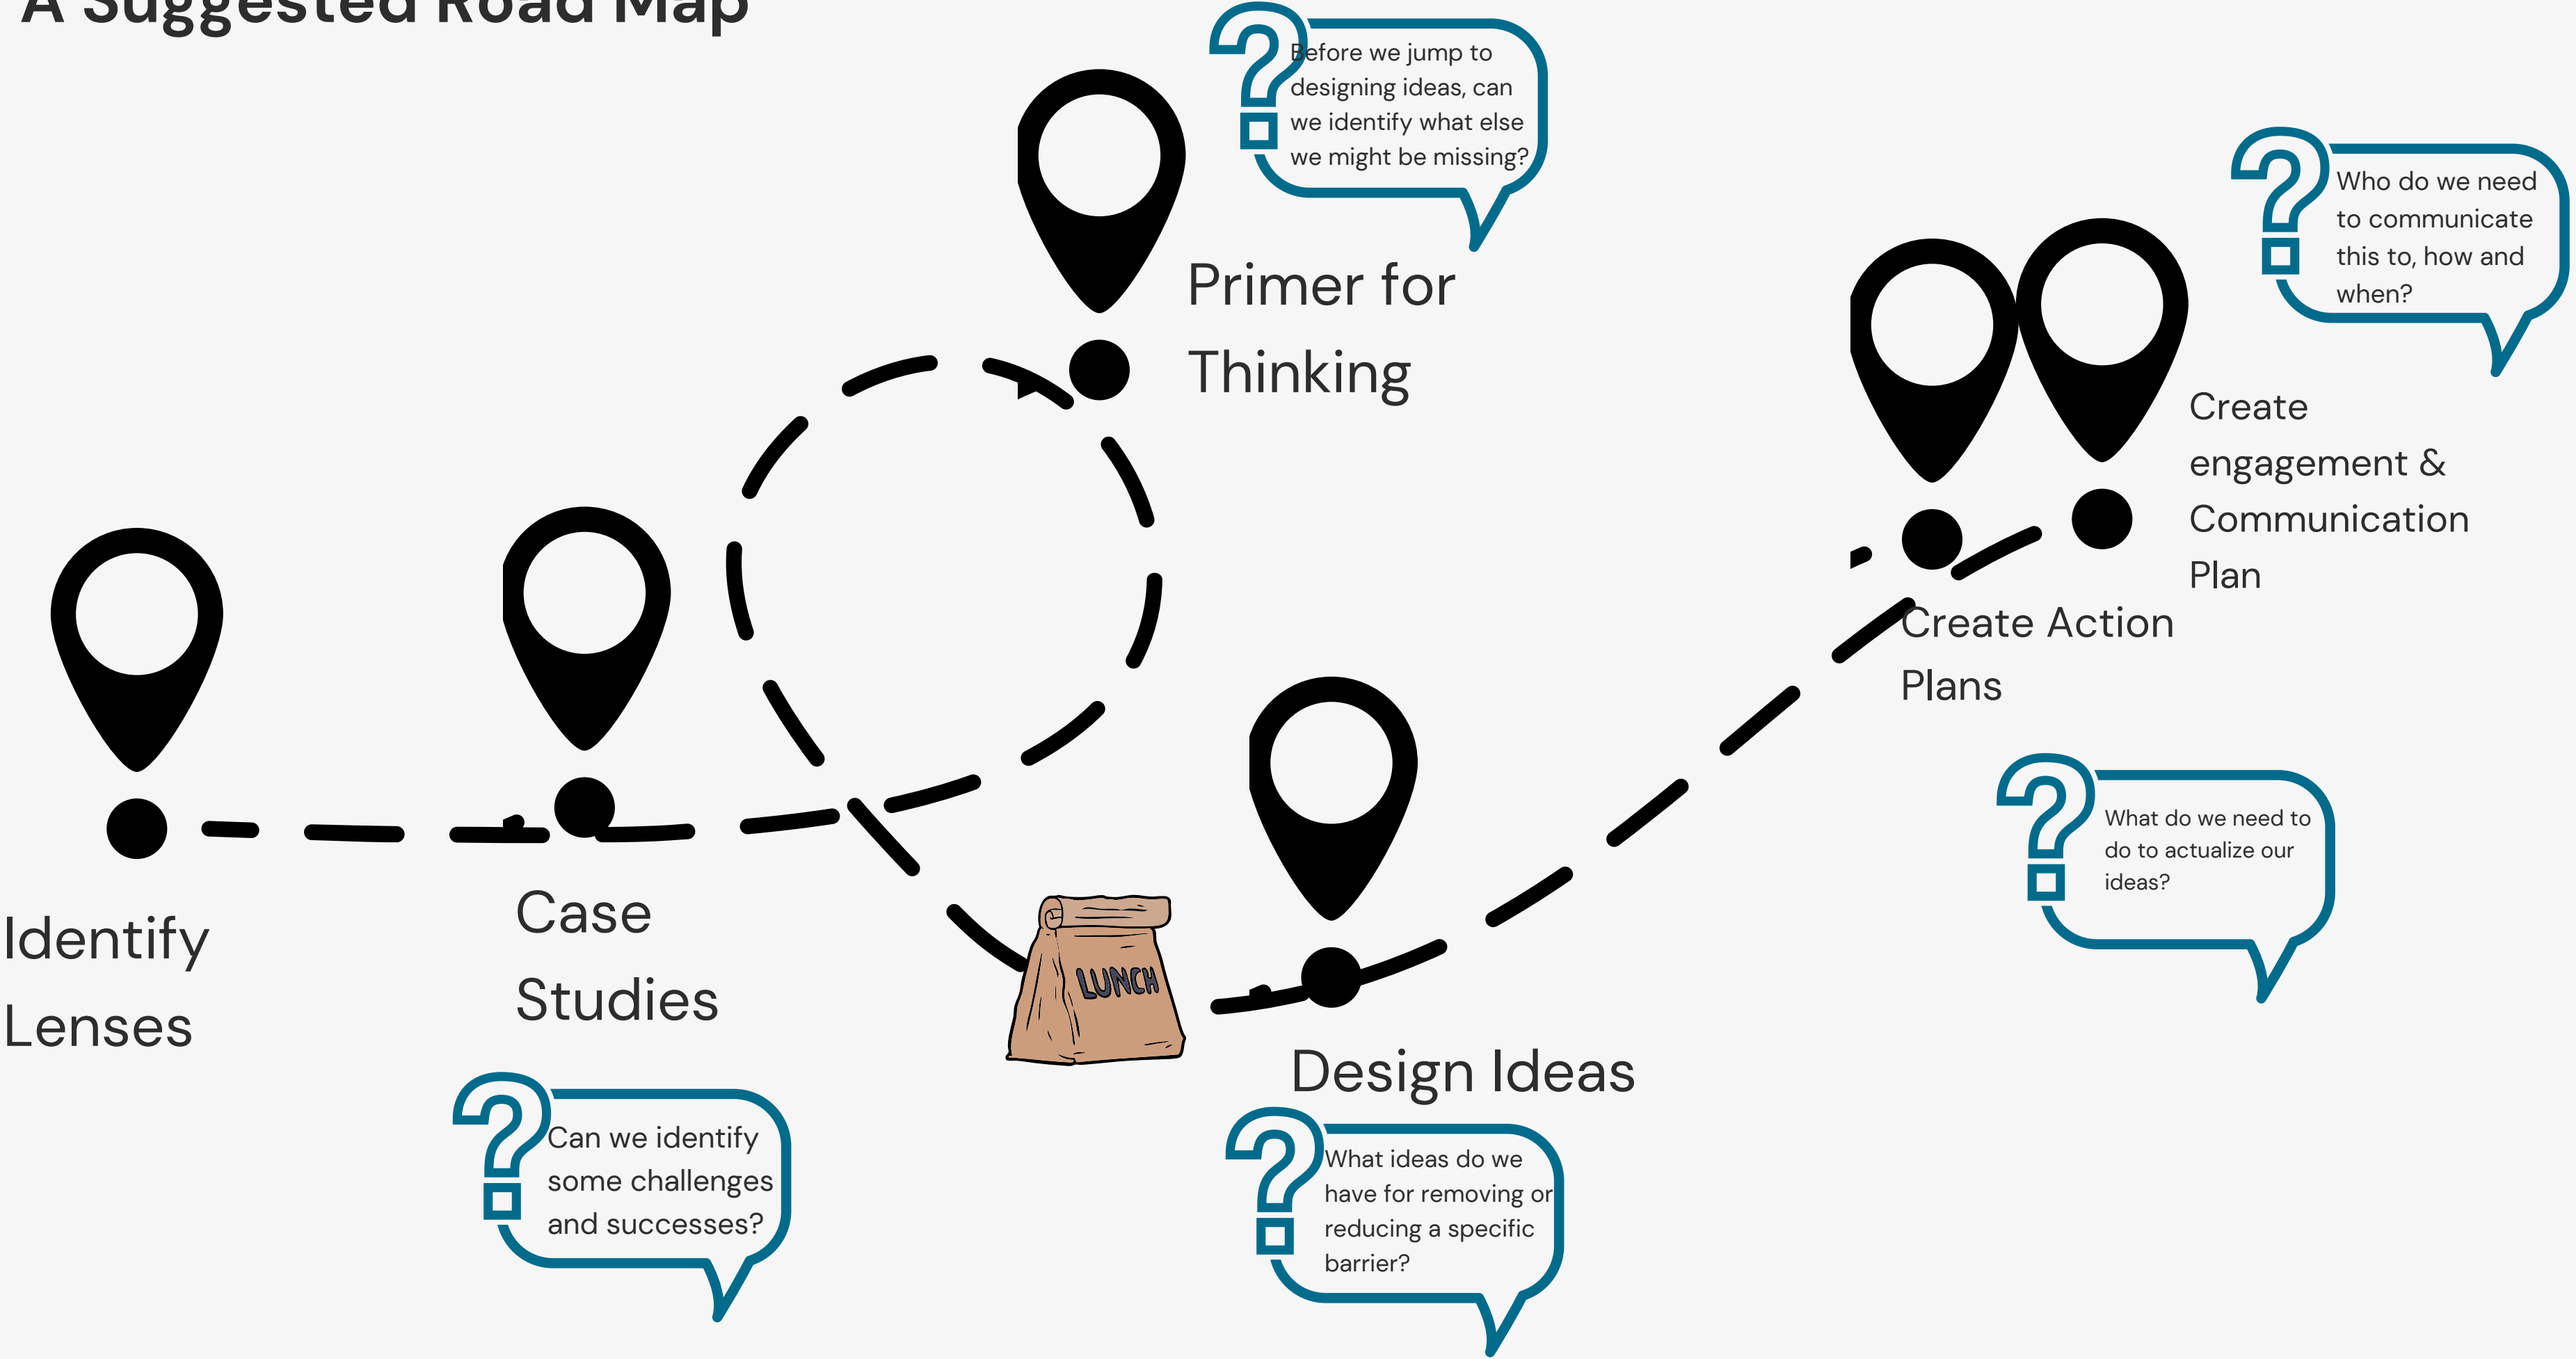 A Suggested Road Map
Before we jump to
designing ideas, can
we identify what else
we might be missing?
Who do we need
to communicate
this to, how and
when?
Primer for
Thinking
Create
engagement &
Communication
Plan
Create Action
Plans
What do we need to
do to actualize our
ideas?
Identify
Lenses
Case
Studies
LUNCH
Design Ideas
Can we identify
some challenges
and successes?
What ideas do we
have for removing or
reducing a specific
barrier?